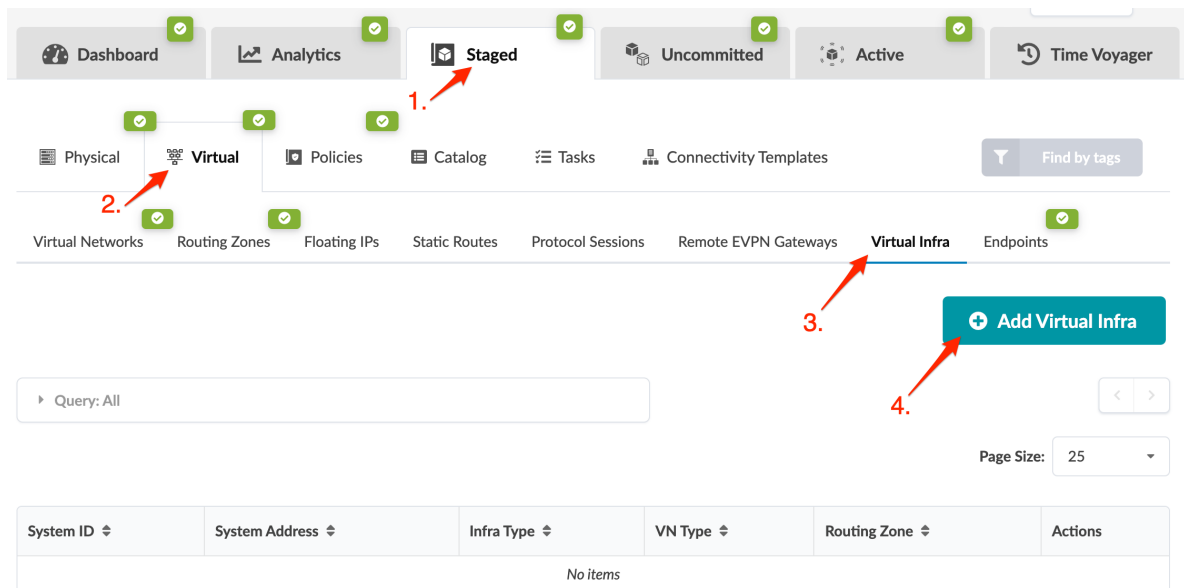 Dashboard Analytics Staged Uncommitted Active Time Voyager
1.
Physical Virtual Policies Catalog Tasks Connectivity Templates Find by tags
2.
Virtual Networks Routing Zones Floating IPs Static Routes Protocol Sessions Remote EVPN Gateways Virtual Infra Endpoints
3.
Add Virtual Infra
4.
Query: All
Page Size: 25
System ID System Address Infra Type VN Type Routing Zone Actions
No items